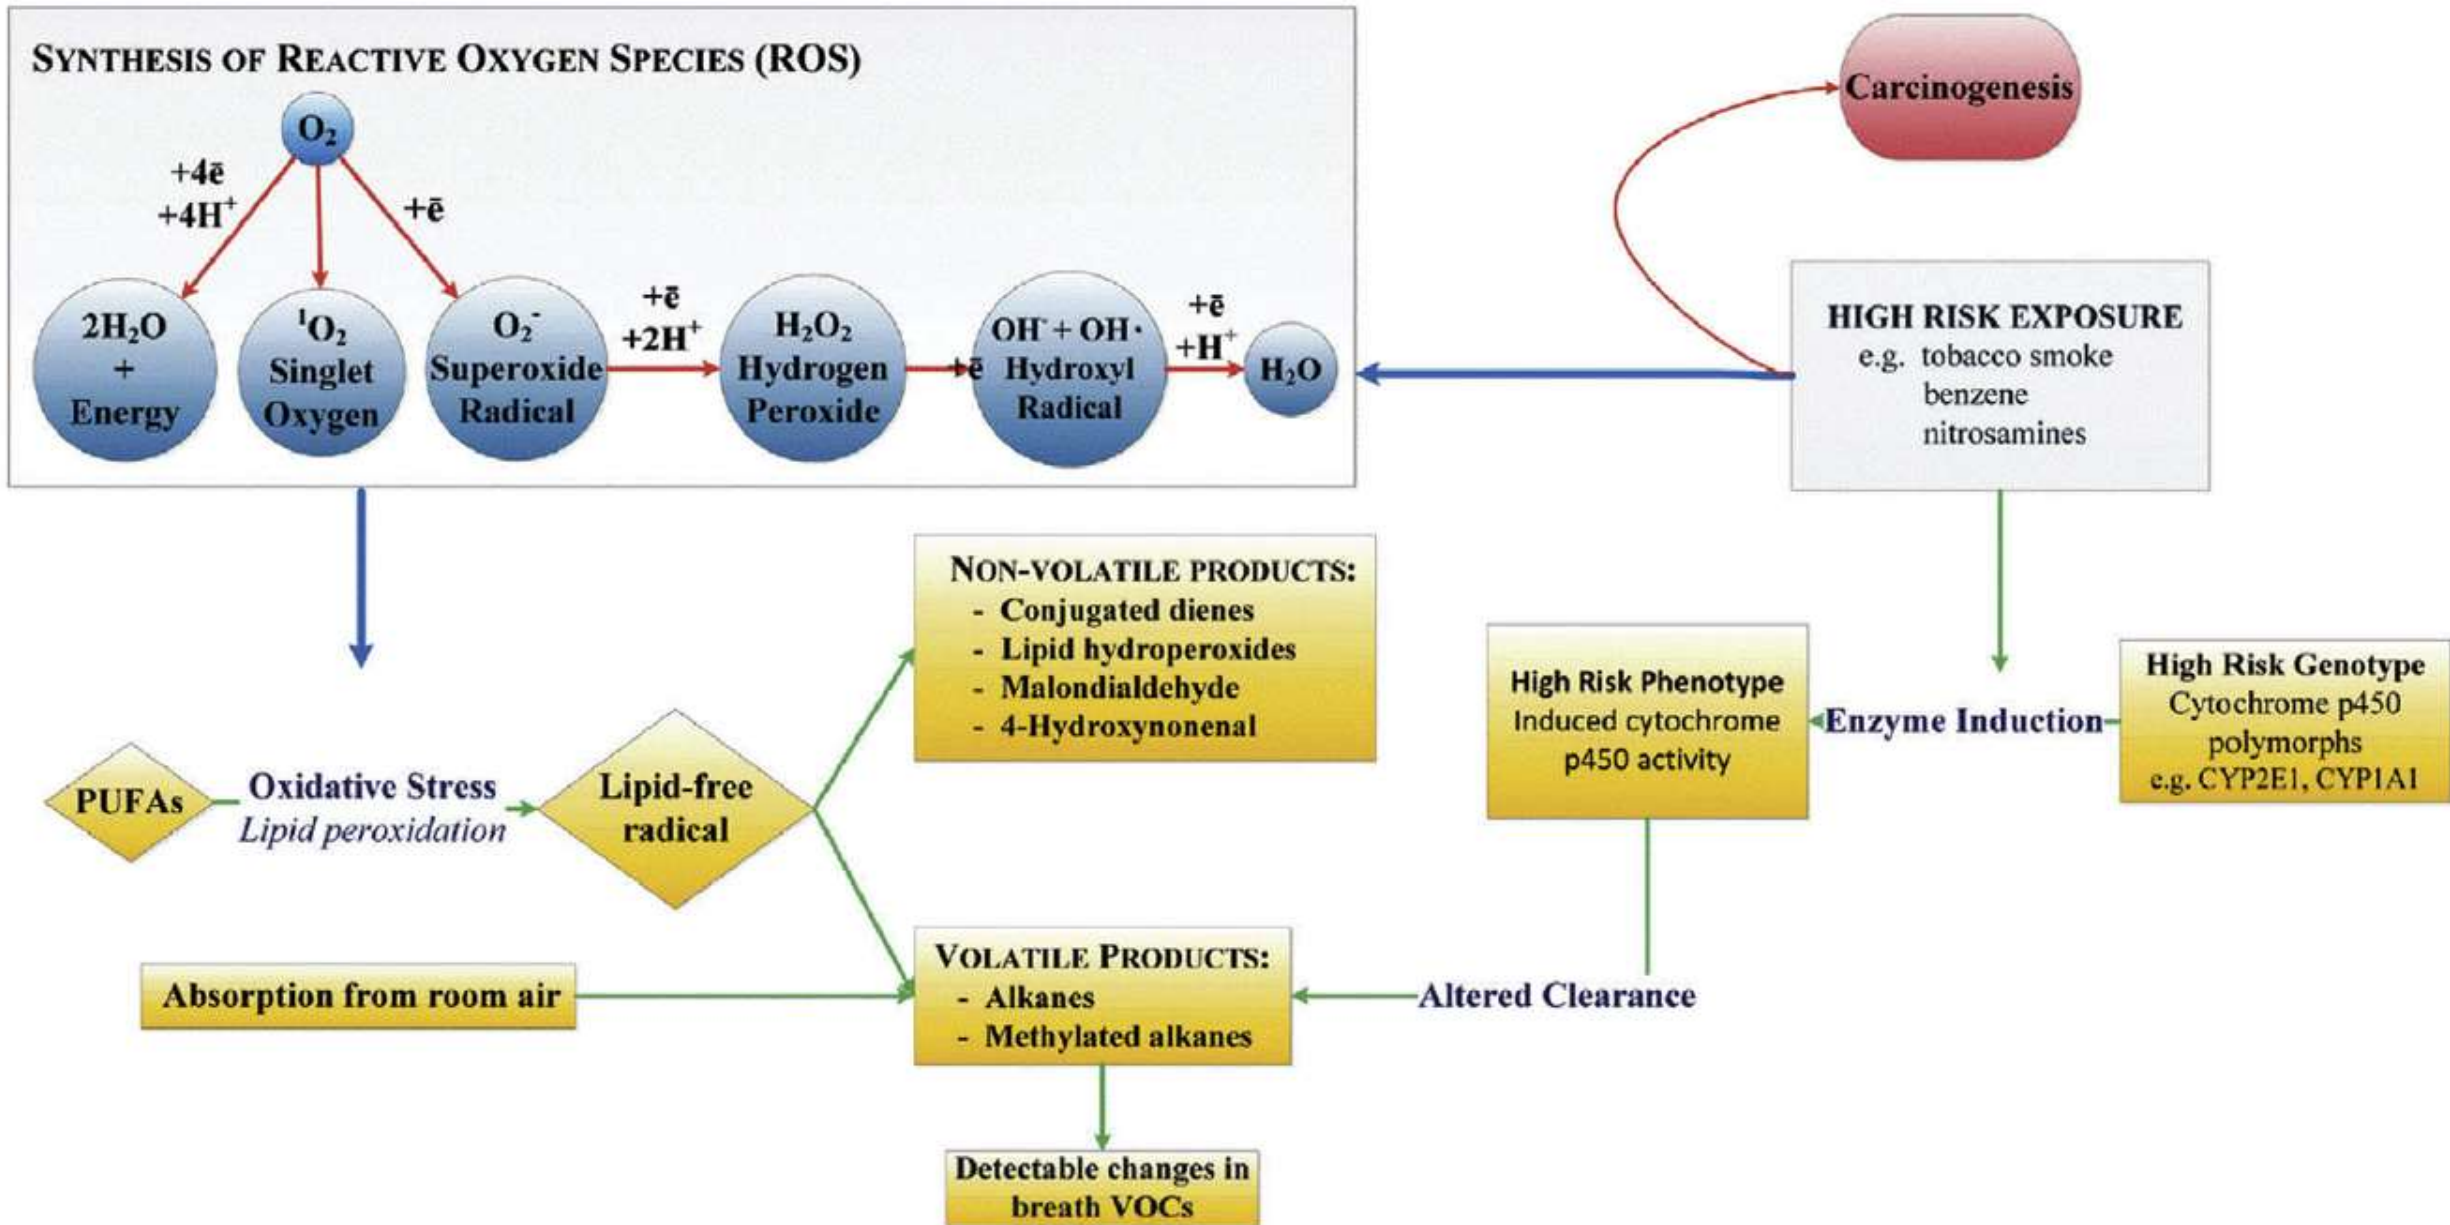 SYNTHESIS OF REACTIVE OXYGEN SPECIES (ROS)
O₂
+4ē
+4H⁺
+ē
2H₂O
+
Energy
¹O₂
Singlet
Oxygen
O₂⁻
Superoxide
Radical
+ē
+2H⁺
H₂O₂
Hydrogen
Peroxide
+ē
OH⁻ + OH·
Hydroxyl
Radical
+ē
+H⁺
H₂O
Carcinogenesis
HIGH RISK EXPOSURE
e.g. tobacco smoke
benzene
nitrosamines
NON-VOLATILE PRODUCTS:
- Conjugated dienes
- Lipid hydroperoxides
- Malondialdehyde
- 4-Hydroxynonenal
High Risk Phenotype
Induced cytochrome
p450 activity
Enzyme Induction
High Risk Genotype
Cytochrome p450
polymorphs
e.g. CYP2E1, CYP1A1
PUFAs
Oxidative Stress
Lipid peroxidation
Lipid-free
radical
Absorption from room air
VOLATILE PRODUCTS:
- Alkanes
- Methylated alkanes
Altered Clearance
Detectable changes in
breath VOCs